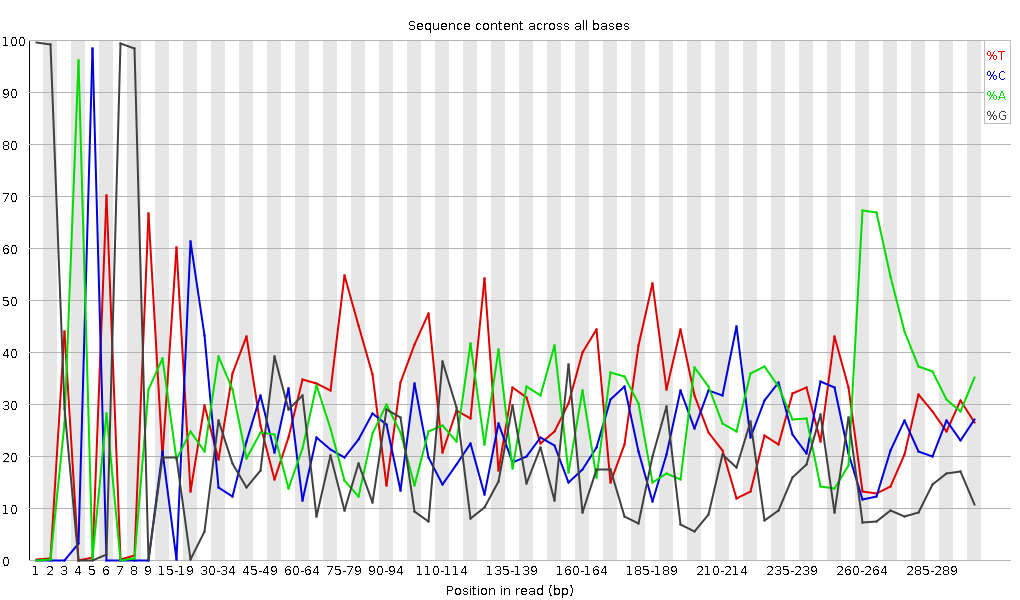 Sequence content across all bases
100
90
80
70
60
50
40
30
20
10
0
%T
%C
%A
%G
1 2 3 4 5 6 7 8 9 15-19 30-34 45-49 60-64 75-79 90-94 110-114 135-139 160-164 185-189 210-214 235-239 260-264 285-289
Position in read (bp)